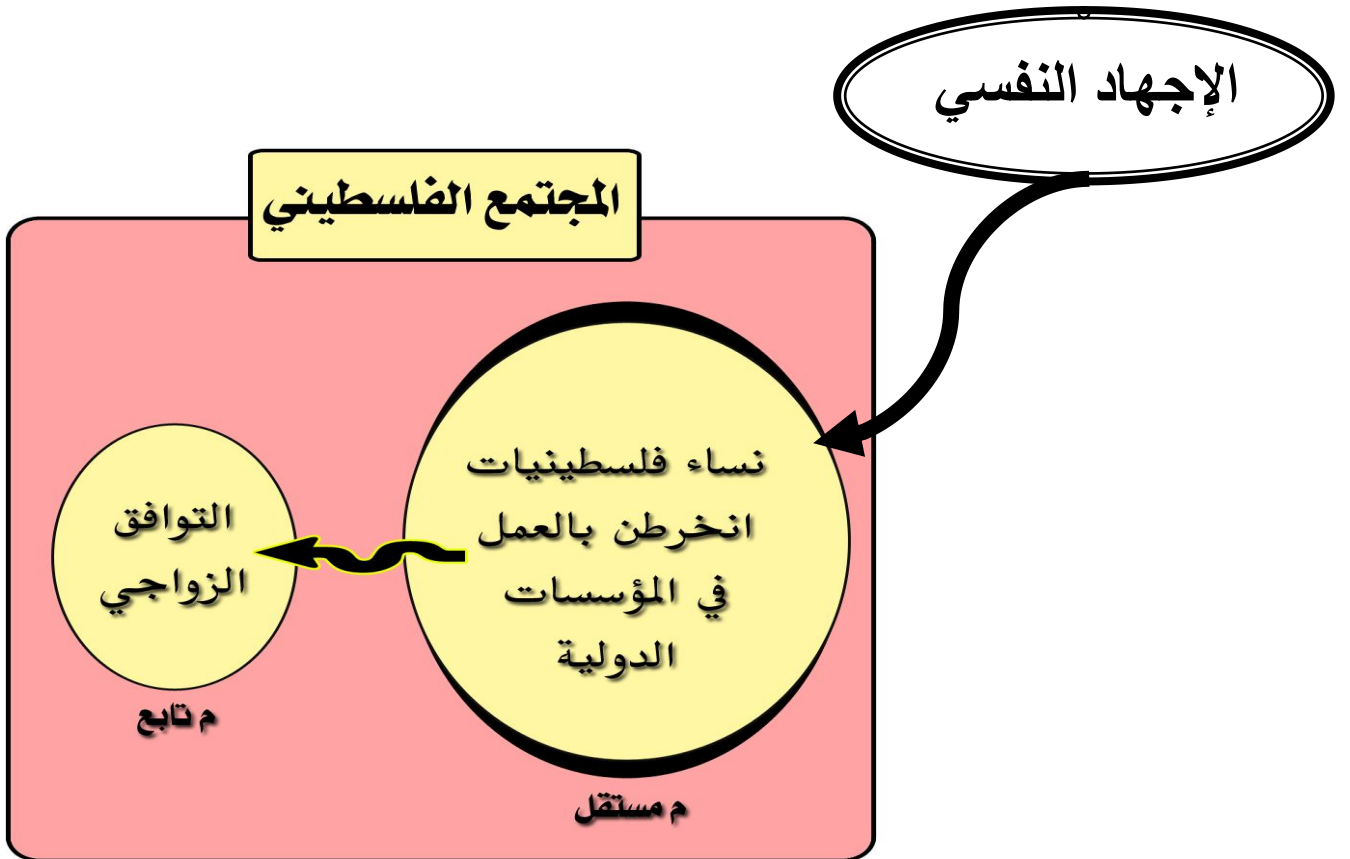 الإجهاد النفسي
المجتمع الفلسطيني
نساء فلسطينيات
انخرطن بالعمل
في المؤسسات
الدولية
م مستقل
التوافق
الزواجي
م تابع